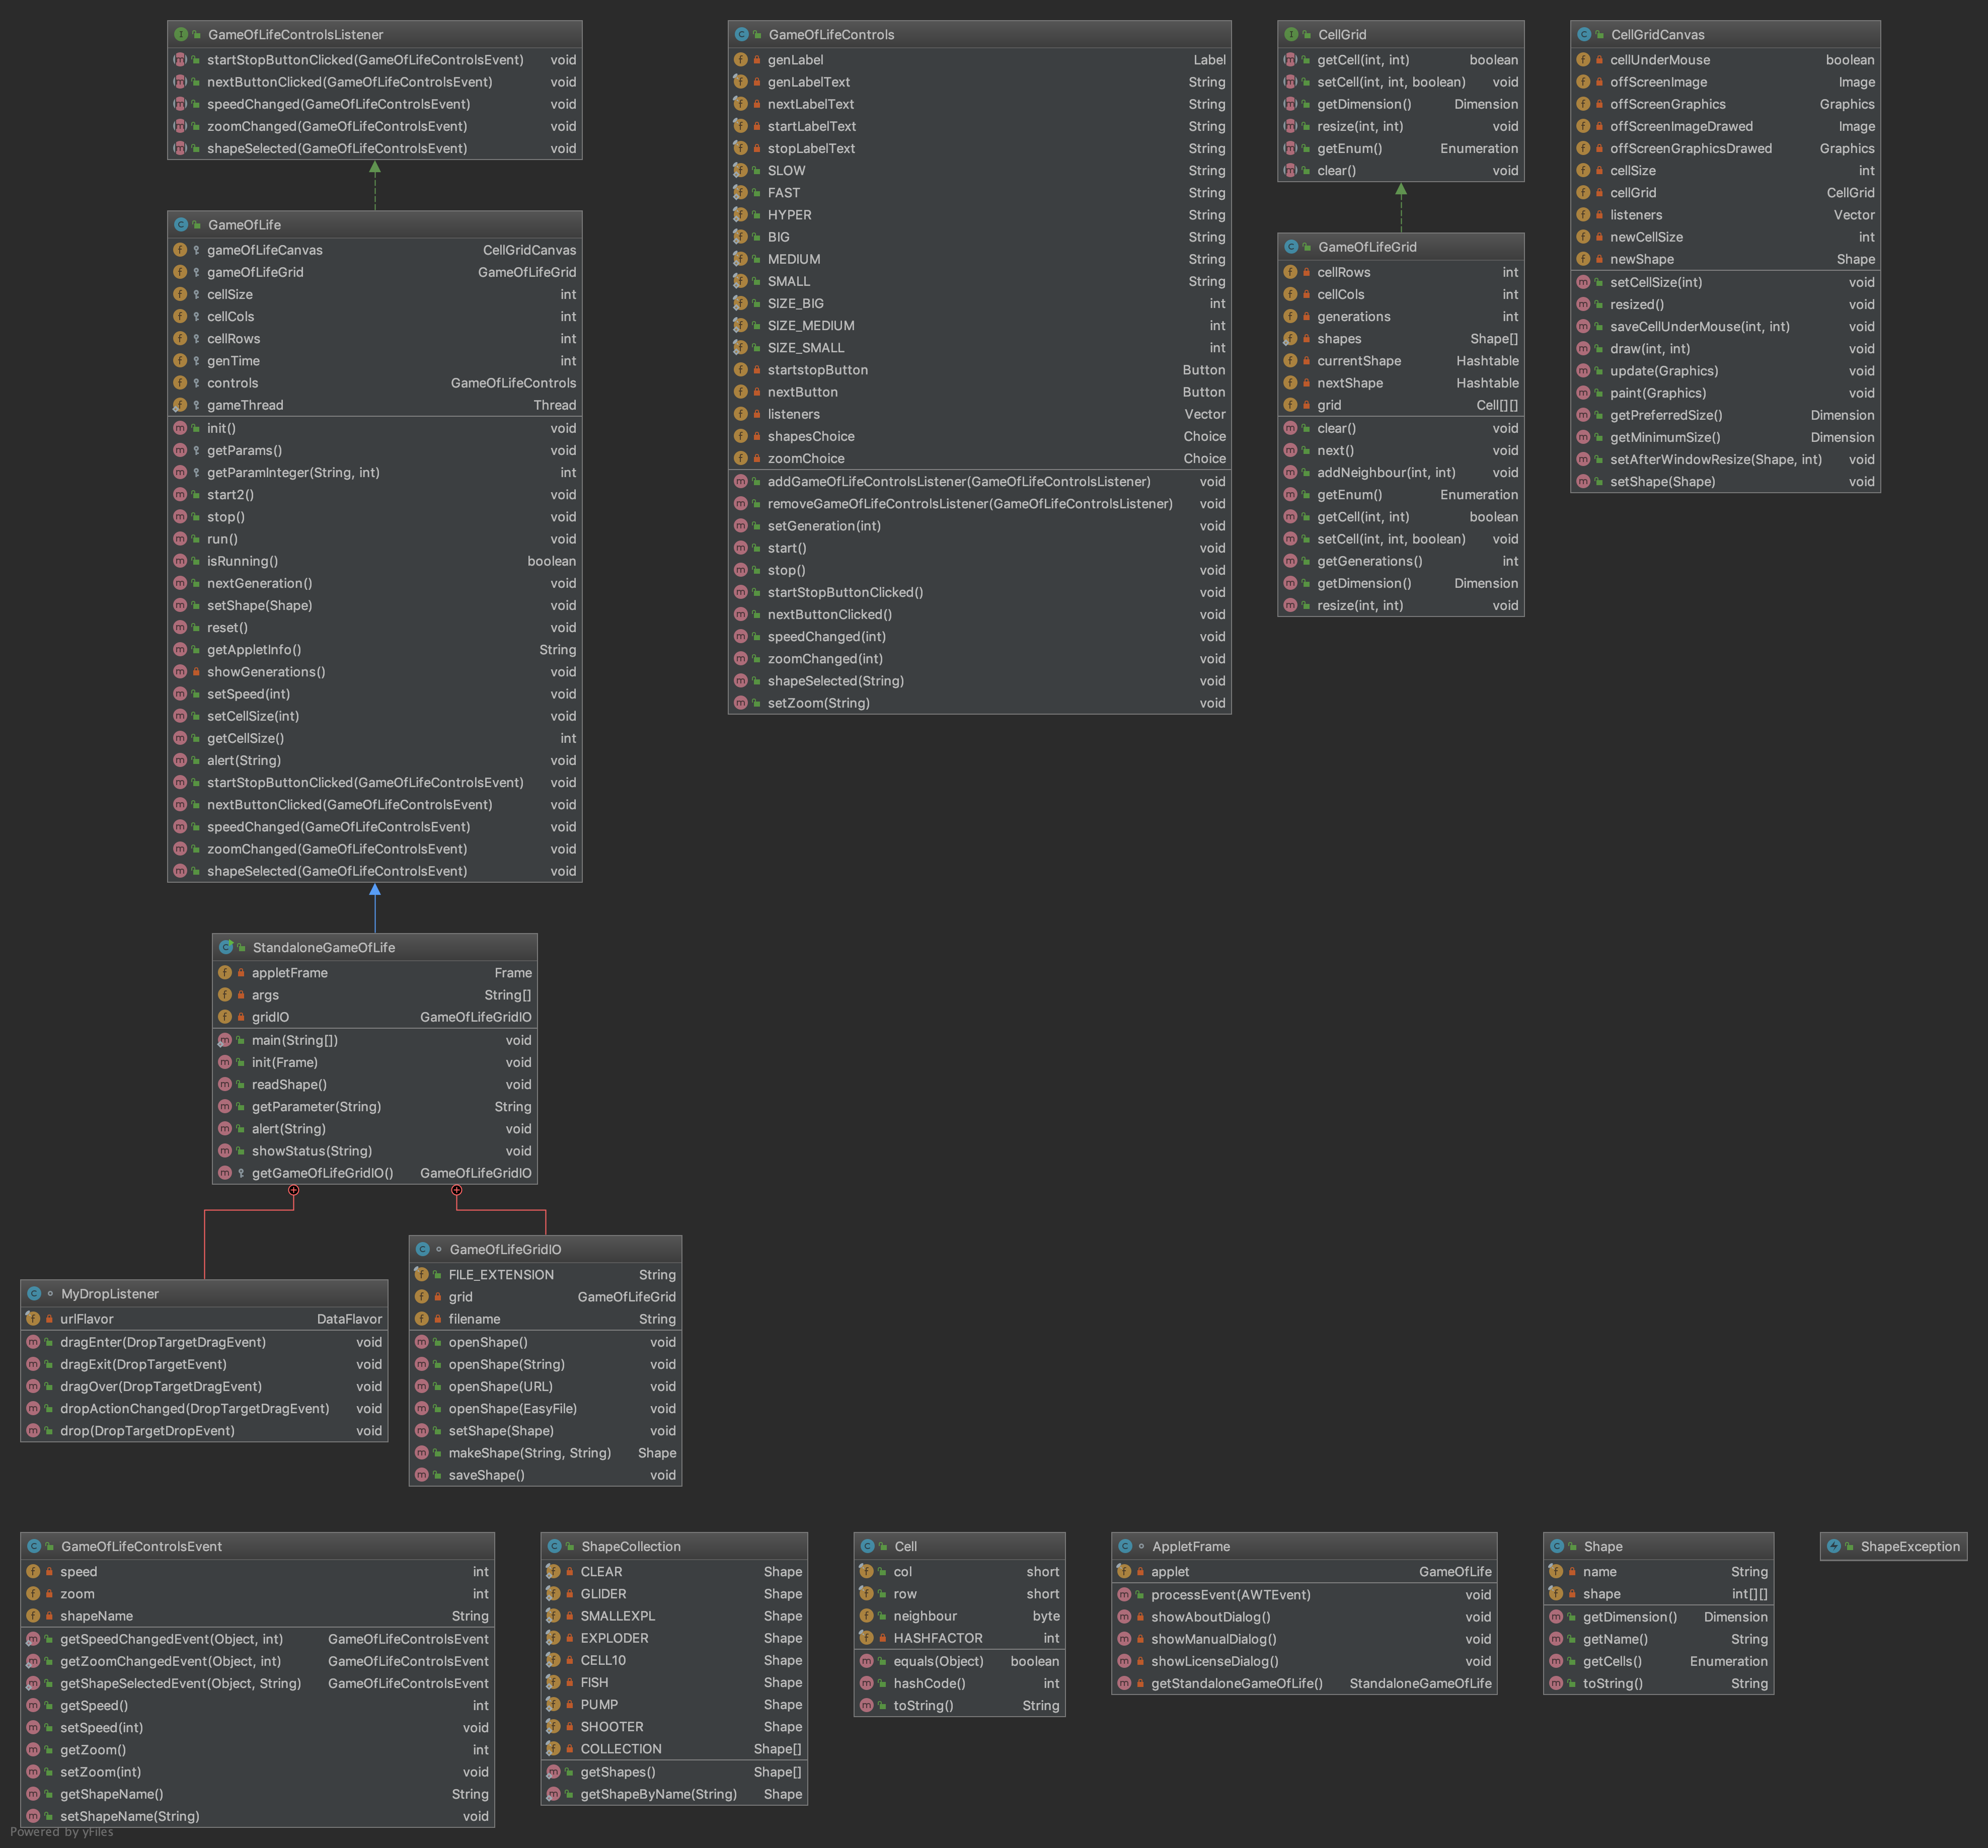 GameOfLifeControlsListener
startStopButtonClicked(GameOfLifeControlsEvent) void
nextButtonClicked(GameOfLifeControlsEvent) void
speedChanged(GameOfLifeControlsEvent) void
zoomChanged(GameOfLifeControlsEvent) void
shapeSelected(GameOfLifeControlsEvent) void
GameOfLife
gameOfLifeCanvas CellGridCanvas
gameOfLifeGrid GameOfLifeGrid
cellSize int
cellCols int
cellRows int
genTime int
controls GameOfLifeControls
gameThread Thread
init() void
getParams() void
getParamInteger(String, int) int
start2() void
stop() void
run() void
isRunning() boolean
nextGeneration() void
setShape(Shape) void
reset() void
getAppletInfo() String
showGenerations() void
setSpeed(int) void
setCellSize(int) void
getCellSize() int
alert(String) void
startStopButtonClicked(GameOfLifeControlsEvent) void
nextButtonClicked(GameOfLifeControlsEvent) void
speedChanged(GameOfLifeControlsEvent) void
zoomChanged(GameOfLifeControlsEvent) void
shapeSelected(GameOfLifeControlsEvent) void
StandaloneGameOfLife
appletFrame Frame
args String[]
gridIO GameOfLifeGridIO
main(String[]) void
init(Frame) void
readShape() void
getParameter(String) String
alert(String) void
showStatus(String) void
getGameOfLifeGridIO() GameOfLifeGridIO
MyDropListener
urlFlavor DataFlavor
dragEnter(DropTargetDragEvent) void
dragExit(DropTargetEvent) void
dragOver(DropTargetDragEvent) void
dropActionChanged(DropTargetDragEvent) void
drop(DropTargetDropEvent) void
GameOfLifeGridIO
FILE_EXTENSION String
grid GameOfLifeGrid
filename String
openShape() void
openShape(String) void
openShape(URL) void
openShape(EasyFile) void
setShape(Shape) void
makeShape(String, String) Shape
saveShape() void
GameOfLifeControls
genLabel Label
genLabelText String
nextLabelText String
startLabelText String
stopLabelText String
SLOW String
FAST String
HYPER String
BIG String
MEDIUM String
SMALL String
SIZE_BIG int
SIZE_MEDIUM int
SIZE_SMALL int
startstopButton Button
nextButton Button
listeners Vector
shapesChoice Choice
zoomChoice Choice
addGameOfLifeControlsListener(GameOfLifeControlsListener) void
removeGameOfLifeControlsListener(GameOfLifeControlsListener) void
setGeneration(int) void
start() void
stop() void
startStopButtonClicked() void
nextButtonClicked() void
speedChanged(int) void
zoomChanged(int) void
shapeSelected(String) void
setZoom(String) void
CellGrid
getCell(int, int) boolean
setCell(int, int, boolean) void
getDimension() Dimension
resize(int, int) void
getEnum() Enumeration
clear() void
GameOfLifeGrid
cellRows int
cellCols int
generations int
shapes Shape[]
currentShape Hashtable
nextShape Hashtable
grid Cell[][]
clear() void
next() void
addNeighbour(int, int) void
getEnum() Enumeration
getCell(int, int) boolean
setCell(int, int, boolean) void
getGenerations() int
getDimension() Dimension
resize(int, int) void
CellGridCanvas
cellUnderMouse boolean
offScreenImage Image
offScreenGraphics Graphics
offScreenImageDrawed Image
offScreenGraphicsDrawed Graphics
cellSize int
cellGrid CellGrid
listeners Vector
newCellSize int
newShape Shape
setCellSize(int) void
resized() void
saveCellUnderMouse(int, int) void
draw(int, int) void
update(Graphics) void
paint(Graphics) void
getPreferredSize() Dimension
getMinimumSize() Dimension
setAfterWindowResize(Shape, int) void
setShape(Shape) void
GameOfLifeControlsEvent
speed int
zoom int
shapeName String
getSpeedChangedEvent(Object, int) GameOfLifeControlsEvent
getZoomChangedEvent(Object, int) GameOfLifeControlsEvent
getShapeSelectedEvent(Object, String) GameOfLifeControlsEvent
getSpeed() int
setSpeed(int) void
getZoom() int
setZoom(int) void
getShapeName() String
setShapeName(String) void
ShapeCollection
CLEAR Shape
GLIDER Shape
SMALLEXPL Shape
EXPLODER Shape
CELL10 Shape
FISH Shape
PUMP Shape
SHOOTER Shape
COLLECTION Shape[]
getShapes() Shape[]
getShapeByName(String) Shape
Cell
col short
row short
neighbour byte
HASHFACTOR int
equals(Object) boolean
hashCode() int
toString() String
AppletFrame
applet GameOfLife
processEvent(AWTEvent) void
showAboutDialog() void
showManualDialog() void
showLicenseDialog() void
getStandaloneGameOfLife() StandaloneGameOfLife
Shape
name String
shape int[][]
getDimension() Dimension
getName() String
getCells() Enumeration
toString() String
ShapeException
Powered by yFiles